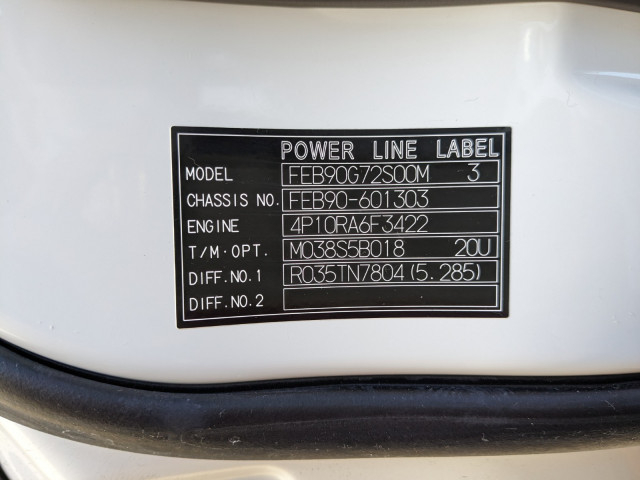 POWER LINE LABEL
MODEL FEB90G72S00M 3
CHASSIS NO. FEB90-601303
ENGINE 4P10RA6F3422
T/M·OPT. M038S5B018 20U
DIFF.NO.1 R035TN7804(5.285)
DIFF.NO.2